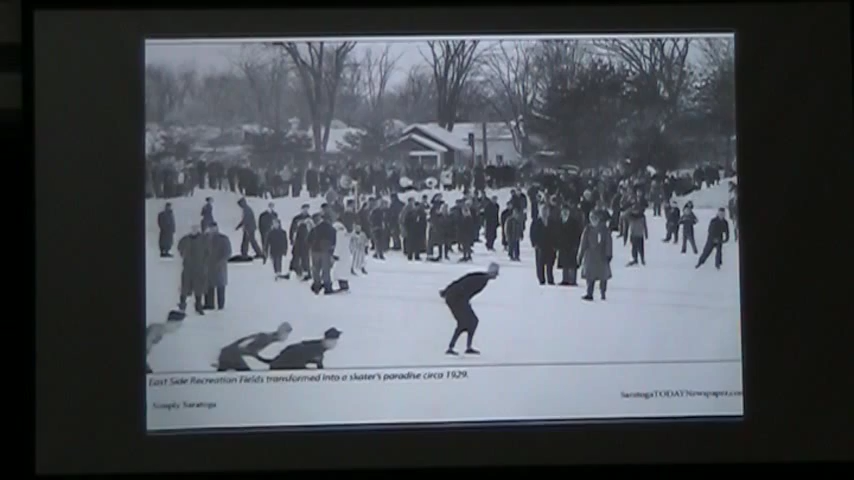 East Side Recreation Fields transformed into a skater's paradise circa 1929.
Simply Saratoga
SaratogaTODAYNewspaper.com